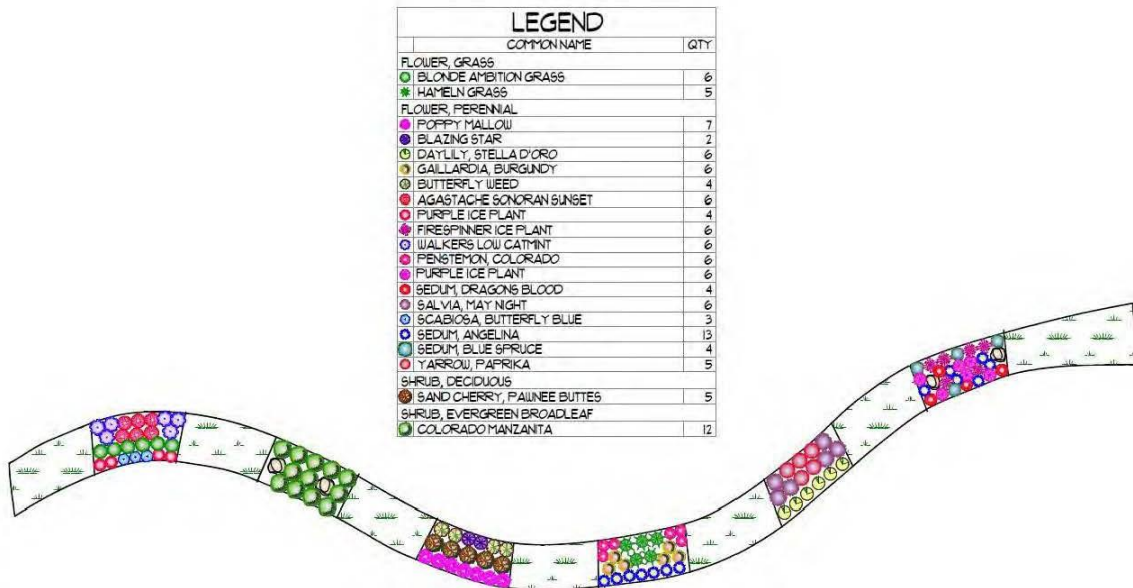 LEGEND
COMMON NAME QTY
FLOWER, GRASS
BLONDE AMBITION GRASS 6
HAMELN GRASS 5
FLOWER, PERENNIAL
POPPY MALLOW 7
BLAZING STAR 2
DAYLILY, STELLA D'ORO 6
GAILLARDIA, BURGUNDY 6
BUTTERFLY WEED 4
AGASTACHE SONORAN SUNSET 6
PURPLE ICE PLANT 4
FIRESPINNER ICE PLANT 6
WALKERS LOW CATMINT 6
PENSTEMON, COLORADO 6
PURPLE ICE PLANT 6
SEDUM, DRAGONS BLOOD 4
SALVIA, MAY NIGHT 6
SCABIOSA, BUTTERFLY BLUE 3
SEDUM, ANGELINA 13
SEDUM, BLUE SPRUCE 4
YARROW, PAPRIKA 5
SHRUB, DECIDUOUS
SAND CHERRY, PAWNEE BUTTES 5
SHRUB, EVERGREEN BROADLEAF
COLORADO MANZANITA 12